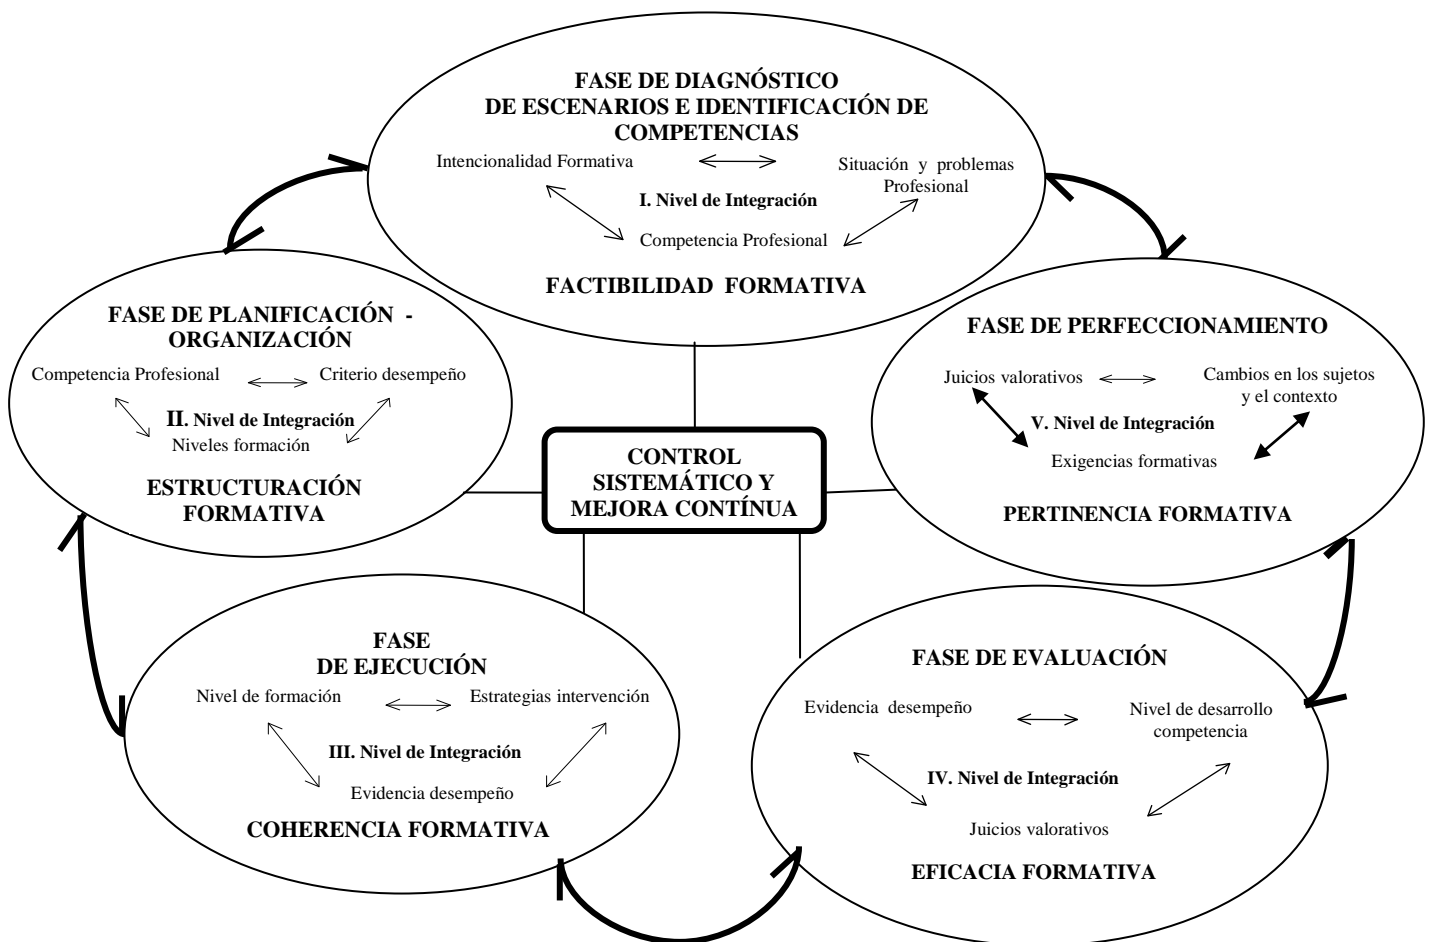 FASE DE DIAGNÓSTICO
DE ESCENARIOS E IDENTIFICACIÓN DE
COMPETENCIAS
Intencionalidad Formativa
Situación y problemas
Profesional
I. Nivel de Integración
Competencia Profesional
FACTIBILIDAD FORMATIVA
FASE DE PLANIFICACIÓN -
ORGANIZACIÓN
Competencia Profesional
Criterio desempeño
II. Nivel de Integración
Niveles formación
ESTRUCTURACIÓN
FORMATIVA
FASE DE PERFECCIONAMIENTO
Juicios valorativos
Cambios en los sujetos
y el contexto
V. Nivel de Integración
Exigencias formativas
PERTINENCIA FORMATIVA
CONTROL
SISTEMÁTICO Y
MEJORA CONTÍNUA
FASE
DE EJECUCIÓN
Nivel de formación
Estrategias intervención
III. Nivel de Integración
Evidencia desempeño
COHERENCIA FORMATIVA
FASE DE EVALUACIÓN
Evidencia desempeño
Nivel de desarrollo
competencia
IV. Nivel de Integración
Juicios valorativos
EFICACIA FORMATIVA